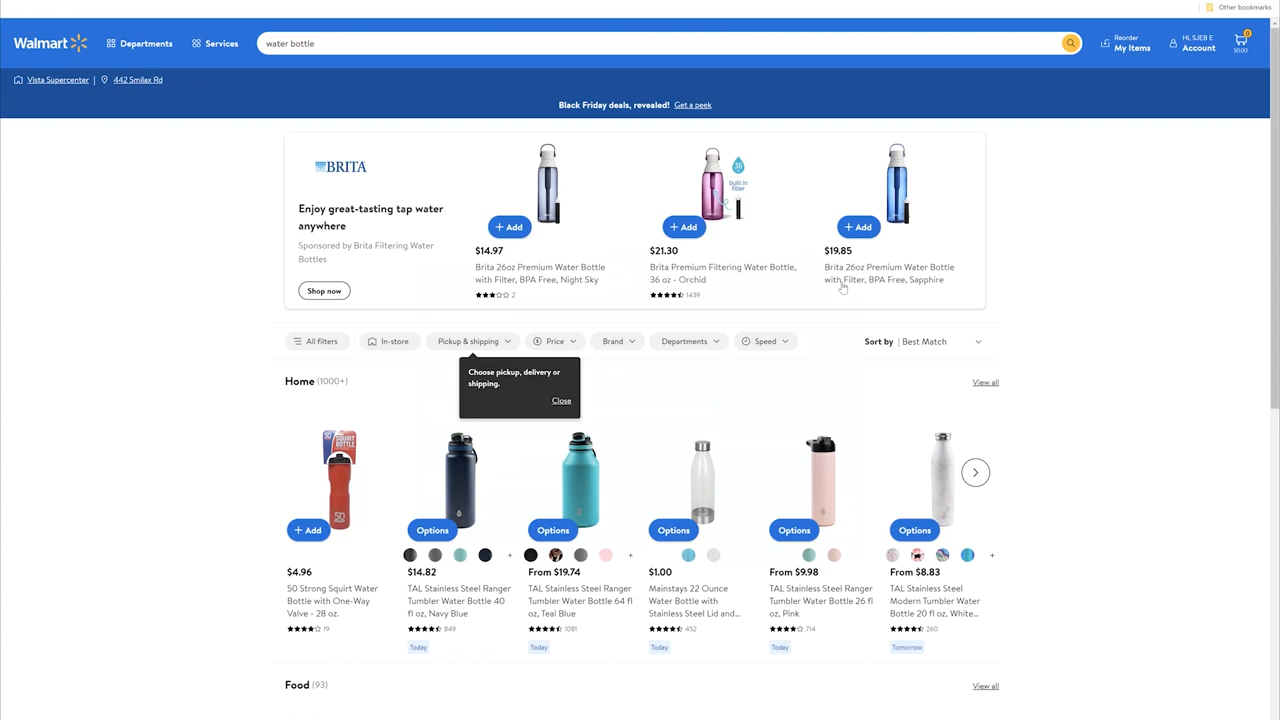 Other bookmarks
Walmart
Departments
Services
water bottle
Reorder
My Items
Hi, SJEB E
Account
0
$0.00
Vista Supercenter | 442 Smilax Rd
Black Friday deals, revealed! Get a peek
BRITA
Enjoy great-tasting tap water
anywhere
Sponsored by Brita Filtering Water
Bottles
Shop now
+ Add
$14.97
Brita 26oz Premium Water Bottle
with Filter, BPA Free, Night Sky
2
36
built in
filter
+ Add
$21.30
Brita Premium Filtering Water Bottle,
36 oz - Orchid
1439
+ Add
$19.85
Brita 26oz Premium Water Bottle
with Filter, BPA Free, Sapphire
All filters
In-store
Pickup & shipping
Price
Brand
Departments
Speed
Sort by | Best Match
Choose pickup, delivery or
shipping.
Close
Home (1000+)
View all
SQUIRT
BOTTLE
50
+ Add
$4.96
50 Strong Squirt Water
Bottle with One-Way
Valve - 28 oz.
19
Options
+
$14.82
TAL Stainless Steel Ranger
Tumbler Water Bottle 40
fl oz, Navy Blue
849
Today
Options
+
From $19.74
TAL Stainless Steel Ranger
Tumbler Water Bottle 64 fl
oz, Teal Blue
1081
Today
Options
$1.00
Mainstays 22 Ounce
Water Bottle with
Stainless Steel Lid and...
452
Today
Options
From $9.98
TAL Stainless Steel Ranger
Tumbler Water Bottle 26 fl
oz, Pink
714
Today
Options
+
From $8.83
TAL Stainless Steel
Modern Tumbler Water
Bottle 20 fl oz, White...
260
Tomorrow
Food (93)
View all